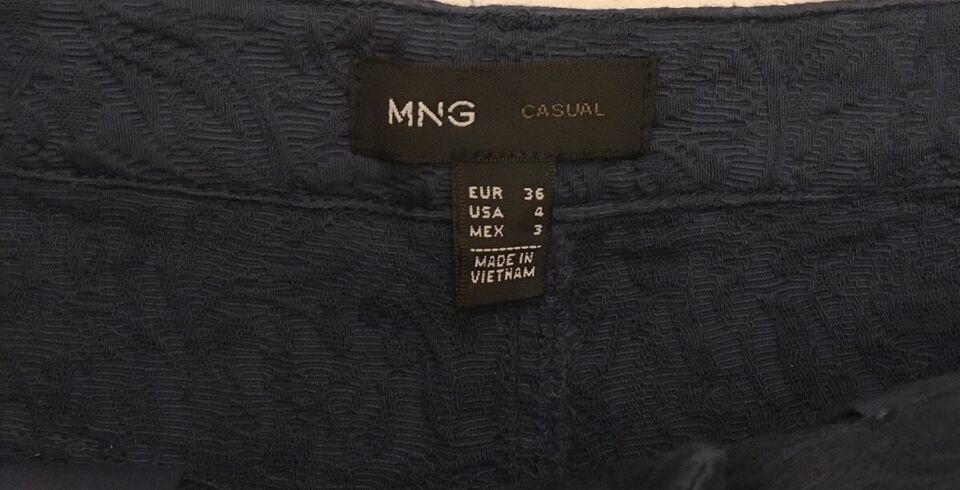 MNG CASUAL
EUR 36
USA 4
MEX 3
MADE IN
VIETNAM